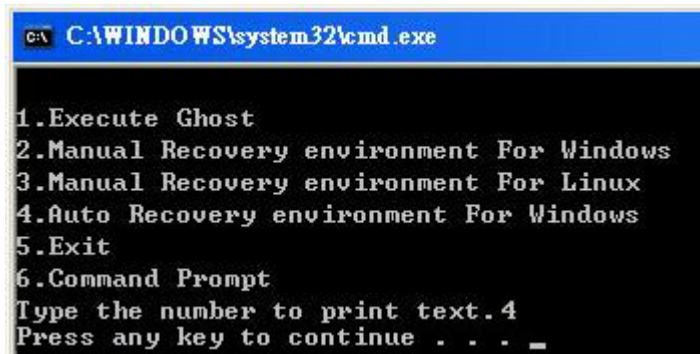 C:\WINDOWS\system32\cmd.exe
1.Execute Ghost
2.Manual Recovery environment For Windows
3.Manual Recovery environment For Linux
4.Auto Recovery environment For Windows
5.Exit
6.Command Prompt
Type the number to print text.4
Press any key to continue . . . _